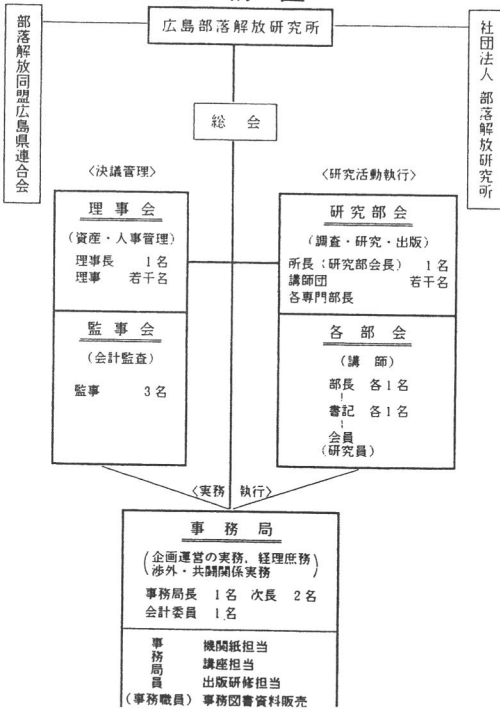 広島部落解放研究所
部落解放同盟広島県連合会
社団法人 部落解放研究所
総会
〈決議管理〉
〈研究活動執行〉
理事会
(資産・人事管理)
理事長 1名
理事 若干名
監事会
(会計監査)
監事 3名
研究部会
(調査・研究・出版)
所長(研究部会長) 1名
講師団 若干名
各専門部長
各部会
(講師)
部長 各1名
書記 各1名
会員
(研究員)
〈実務執行〉
事務局
(企画運営の実務, 経理庶務
渉外・共闘関係実務)
事務局長 1名 次長 2名
会計委員 1名
事務局員
(事務職員)
機関紙担当
講座担当
出版研修担当
事務図書資料販売